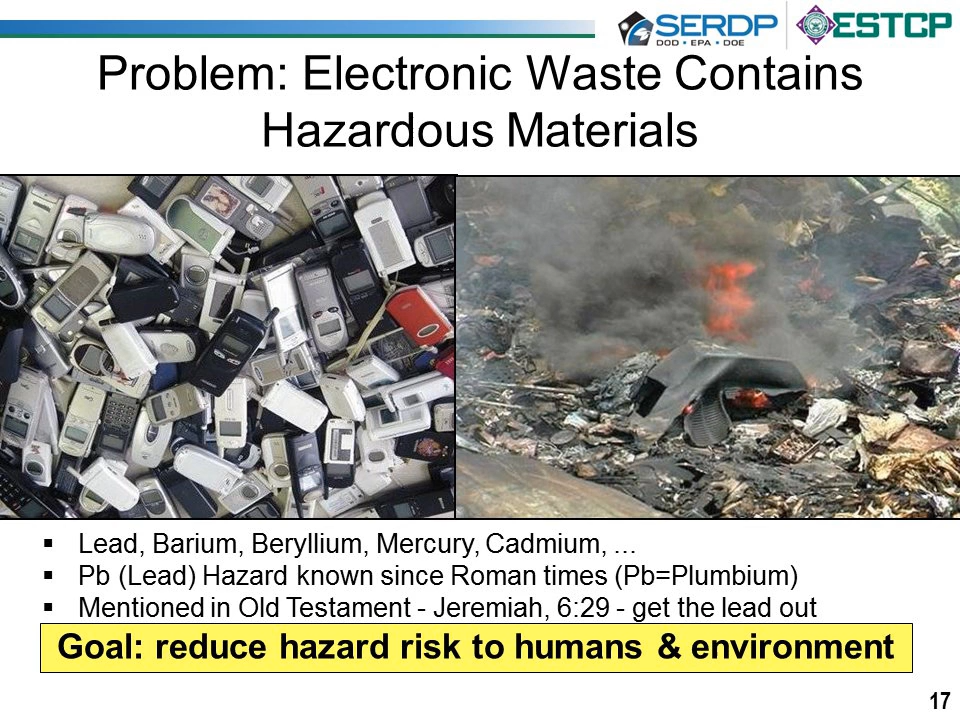 SERDP
DOD • EPA • DOE
ESTCP
Problem: Electronic Waste Contains
Hazardous Materials
▪ Lead, Barium, Beryllium, Mercury, Cadmium, ...
▪ Pb (Lead) Hazard known since Roman times (Pb=Plumbium)
▪ Mentioned in Old Testament - Jeremiah, 6:29 - get the lead out
Goal: reduce hazard risk to humans & environment
17